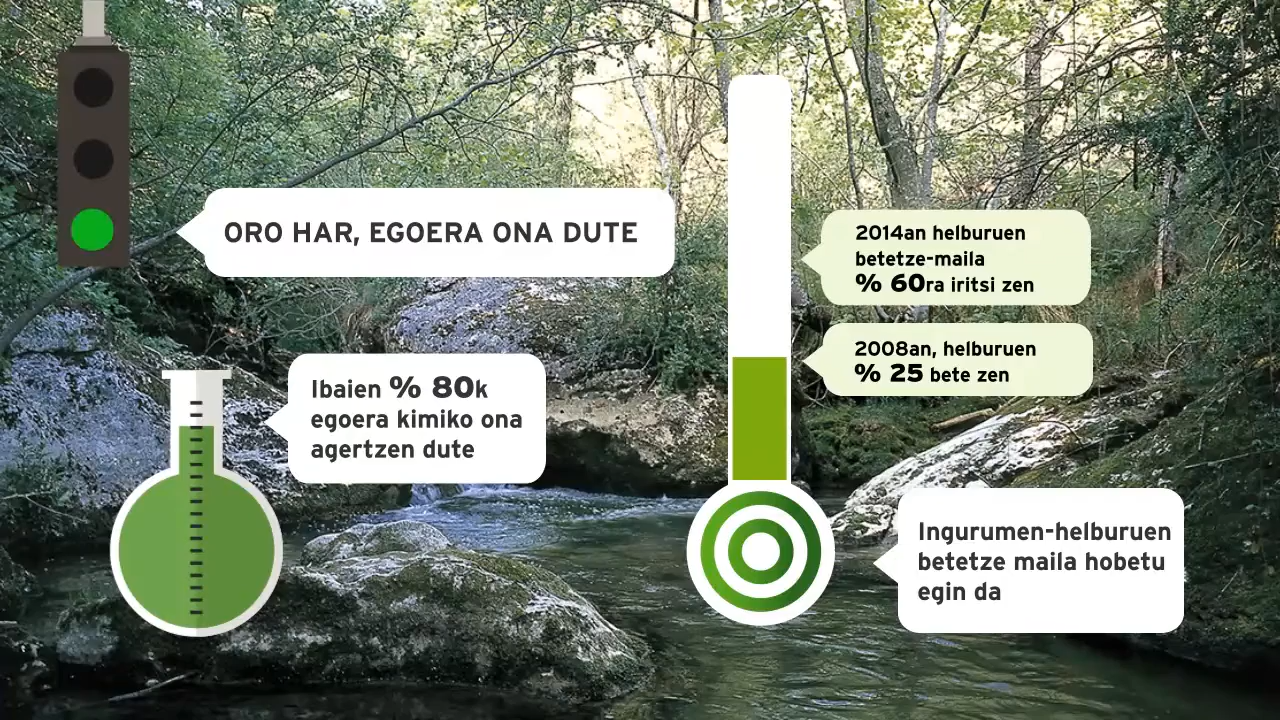 ORO HAR, EGOERA ONA DUTE
Ibaien % 80k
egoera kimiko ona
agertzen dute
2014an helburuen
betetze-maila
% 60ra iritsi zen
2008an, helburuen
% 25 bete zen
Ingurumen-helburuen
betetze maila hobetu
egin da